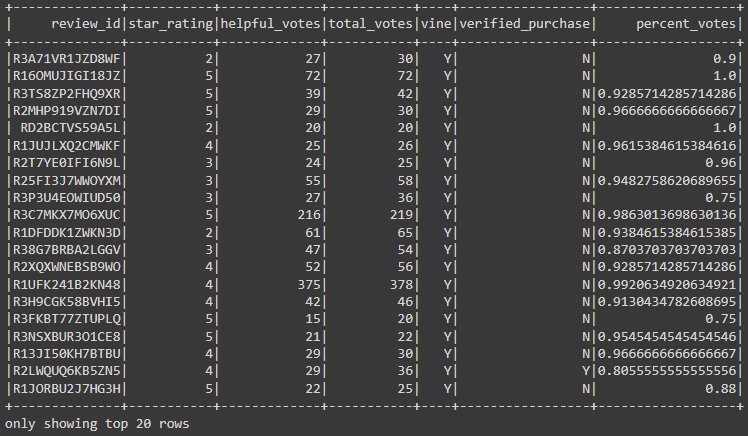 +--------------+-----------+-------------+-----------+----+-----------------+------------------+
|     review_id|star_rating|helpful_votes|total_votes|vine|verified_purchase|     percent_votes|
+--------------+-----------+-------------+-----------+----+-----------------+------------------+
|R3A71VR1JZD8WF|          2|           27|         30|   Y|                N|               0.9|
|R16OMUJIGI18JZ|          5|           72|         72|   Y|                N|               1.0|
|R3TS8ZP2FHQ9XR|          5|           39|         42|   Y|                N|0.9285714285714286|
|R2MHP919VZN7DI|          5|           29|         30|   Y|                N|0.9666666666666667|
| RD2BCTVS59A5L|          2|           20|         20|   Y|                N|               1.0|
|R1JUJLXQ2CMWKF|          4|           25|         26|   Y|                N|0.9615384615384616|
|R2T7YE0IFI6N9L|          3|           24|         25|   Y|                N|              0.96|
|R25FI3J7WWOYXM|          3|           55|         58|   Y|                N|0.9482758620689655|
|R3P3U4EOWIUD50|          3|           27|         36|   Y|                N|              0.75|
|R3C7MKX7MO6XUC|          5|          216|        219|   Y|                N|0.9863013698630136|
|R1DFDDK1ZWKN3D|          2|           61|         65|   Y|                N|0.9384615384615385|
|R38G7BRBA2LGGV|          3|           47|         54|   Y|                N|0.8703703703703703|
|R2XQXWNEBSB9WO|          4|           52|         56|   Y|                N|0.9285714285714286|
|R1UFK241B2KN48|          4|          375|        378|   Y|                N|0.9920634920634921|
|R3H9CGK58BVHI5|          4|           42|         46|   Y|                N|0.9130434782608695|
|R3FKBT77ZTUPLQ|          5|           15|         20|   Y|                N|              0.75|
|R3NSXBUR3O1CE8|          5|           21|         22|   Y|                N|0.9545454545454546|
|R13JI50KH7BTBU|          4|           29|         30|   Y|                N|0.9666666666666667|
|R2LWQUQ6KB5ZN5|          4|           29|         36|   Y|                Y|0.8055555555555556|
|R1JORBU2J7HG3H|          5|           22|         25|   Y|                N|              0.88|
+--------------+-----------+-------------+-----------+----+-----------------+------------------+
only showing top 20 rows